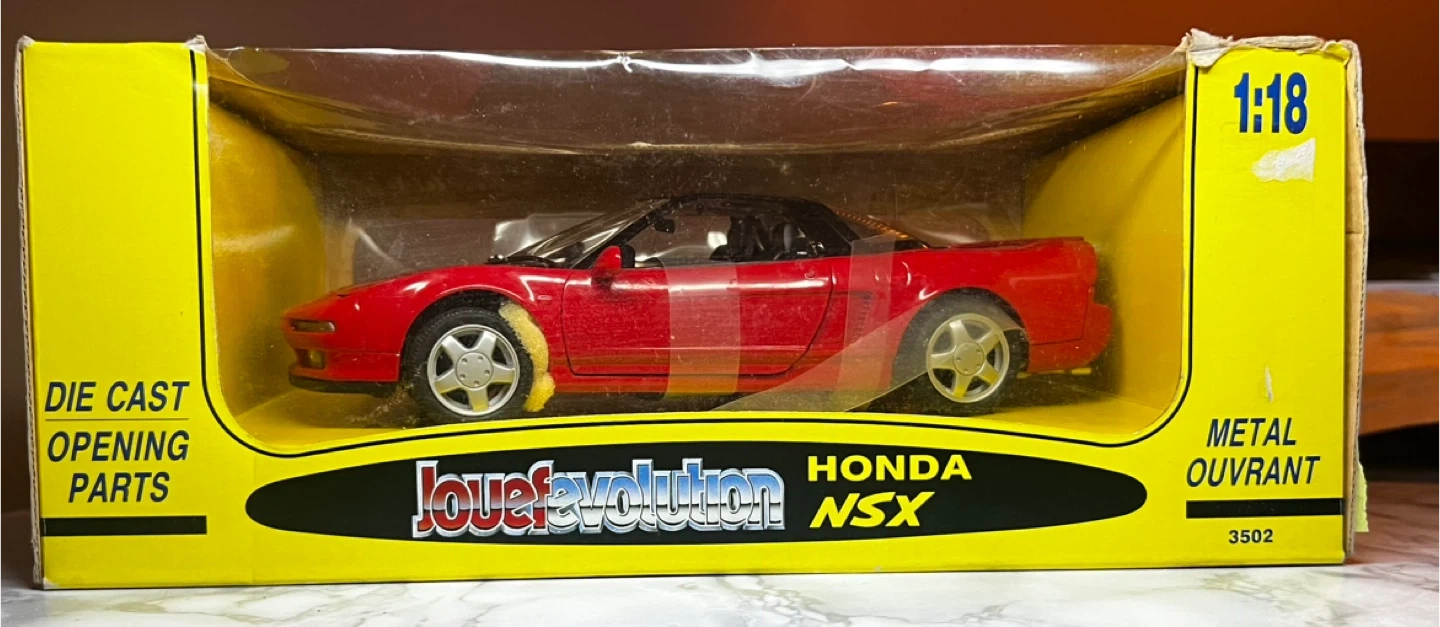 1:18
DIE CAST
OPENING
PARTS
Jouefevolution
HONDA
NSX
METAL
OUVRANT
3502